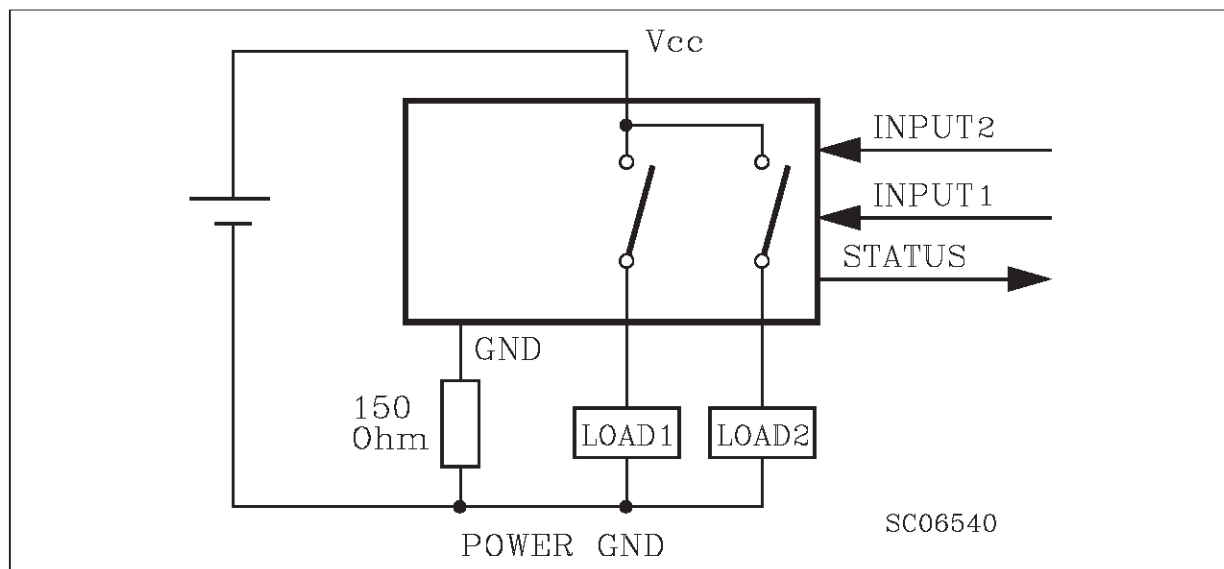 Vcc
INPUT2
INPUT1
STATUS
GND
150
Ohm
LOAD1
LOAD2
POWER GND
SC06540